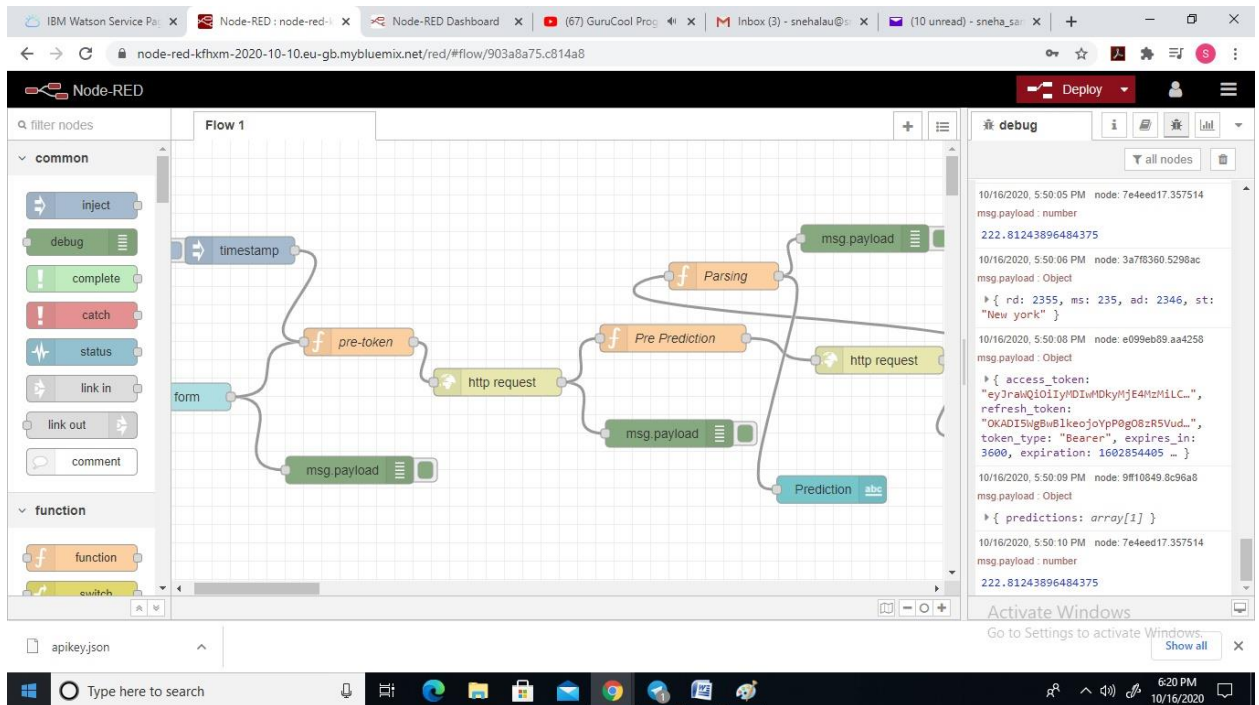 IBM Watson Service Pa
Node-RED : node-red-k
Node-RED Dashboard
(67) GuruCool Prog
Inbox (3) - snehalau@s
(10 unread) - sneha_sar
node-red-kfhxm-2020-10-10.eu-gb.mybluemix.net/red/#flow/903a8a75.c814a8
S
Node-RED
Deploy
filter nodes
Flow 1
debug
i
common
all nodes
inject
debug
complete
catch
status
link in
link out
comment
function
function
switch
timestamp
form
pre-token
msg.payload
http request
msg.payload
Pre Prediction
Parsing
msg.payload
http request
Prediction
abc
10/16/2020, 5:50:05 PM node: 7e4eed17.357514
msg.payload : number
222.81243896484375
10/16/2020, 5:50:06 PM node: 3a7f8360.5298ac
msg.payload : Object
{ rd: 2355, ms: 235, ad: 2346, st:
"New york" }
10/16/2020, 5:50:08 PM node: e099eb89.aa4258
msg.payload : Object
{ access_token:
"eyJraWQiOiIyMDIwMDkyMjE4MzMiLC…",
refresh_token:
"OKADI5WgBwBlkeojoYpP0gO8zR5Vud…",
token_type: "Bearer", expires_in:
3600, expiration: 1602854405 … }
10/16/2020, 5:50:09 PM node: 9ff10849.8c96a8
msg.payload : Object
{ predictions: array[1] }
10/16/2020, 5:50:10 PM node: 7e4eed17.357514
msg.payload : number
222.81243896484375
Activate Windows
Go to Settings to activate Windows.
apikey.json
Show all
Type here to search
6:20 PM
10/16/2020